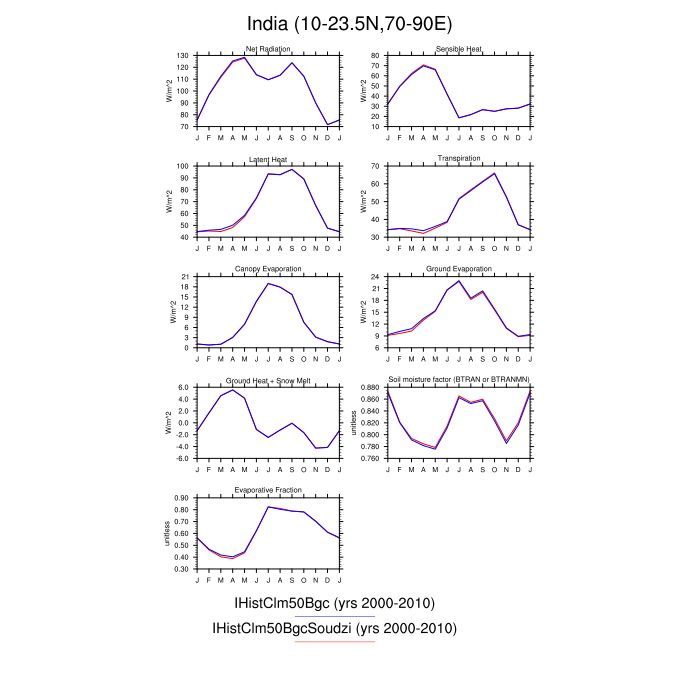 India (10-23.5N,70-90E)
Net Radiation
W/m^2
130
120
110
100
90
80
70
J F M A M J J A S O N D J
Sensible Heat
W/m^2
80
70
60
50
40
30
20
10
J F M A M J J A S O N D J
Latent Heat
W/m^2
100
90
80
70
60
50
40
J F M A M J J A S O N D J
Transpiration
W/m^2
70
60
50
40
30
J F M A M J J A S O N D J
Canopy Evaporation
W/m^2
21
18
15
12
9
6
3
0
J F M A M J J A S O N D J
Ground Evaporation
W/m^2
24
21
18
15
12
9
6
J F M A M J J A S O N D J
Ground Heat + Snow Melt
W/m^2
6.0
4.0
2.0
0.0
-2.0
-4.0
-6.0
J F M A M J J A S O N D J
Soil moisture factor (BTRAN or BTRANMN)
unitless
0.880
0.860
0.840
0.820
0.800
0.780
0.760
J F M A M J J A S O N D J
Evaporative Fraction
unitless
0.90
0.80
0.70
0.60
0.50
0.40
0.30
J F M A M J J A S O N D J
IHistClm50Bgc (yrs 2000-2010)
IHistClm50BgcSoudzi (yrs 2000-2010)